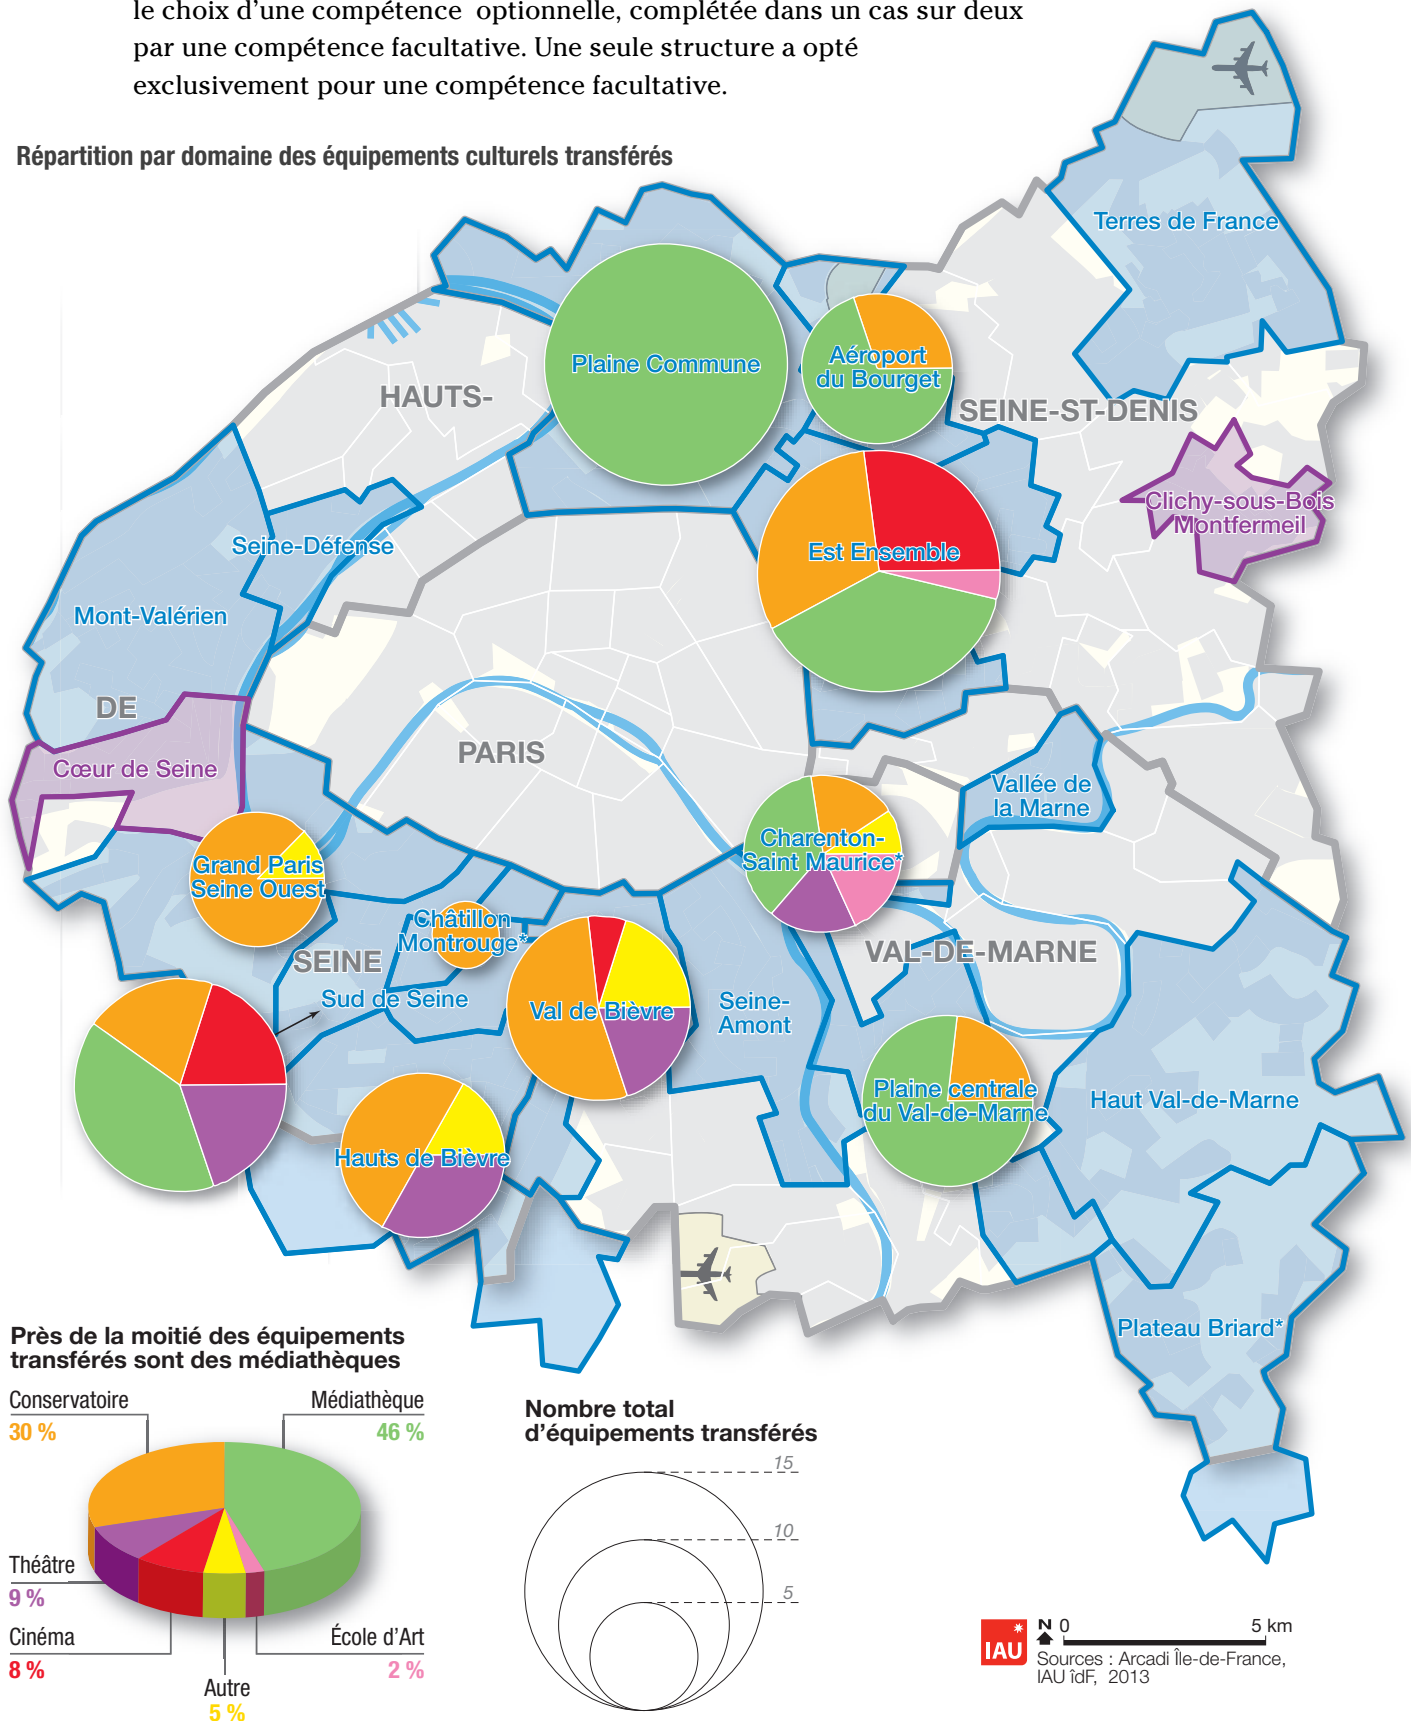 le choix d’une compétence optionnelle, complétée dans un cas sur deux
par une compétence facultative. Une seule structure a opté
exclusivement pour une compétence facultative.
Répartition par domaine des équipements culturels transférés
Terres de France
Plaine Commune
Aéroport
du Bourget
HAUTS-
SEINE-ST-DENIS
Clichy-sous-Bois
Montfermeil
Seine-Défense
Est Ensemble
Mont-Valérien
DE
PARIS
Cœur de Seine
Vallée de
la Marne
Charenton-
Saint Maurice*
Grand Paris
Seine Ouest
Châtillon
Montrouge*
SEINE
VAL-DE-MARNE
Sud de Seine
Val de Bièvre
Seine-
Amont
Plaine centrale
du Val-de-Marne
Haut Val-de-Marne
Hauts de Bièvre
Plateau Briard*
Près de la moitié des équipements
transférés sont des médiathèques
Conservatoire
30 %
Médiathèque
46 %
Théâtre
9 %
Cinéma
8 %
École d’Art
2 %
Autre
5 %
Nombre total
d’équipements transférés
15
10
5
IAU
N 0 5 km
Sources : Arcadi Île-de-France,
IAU îdF, 2013